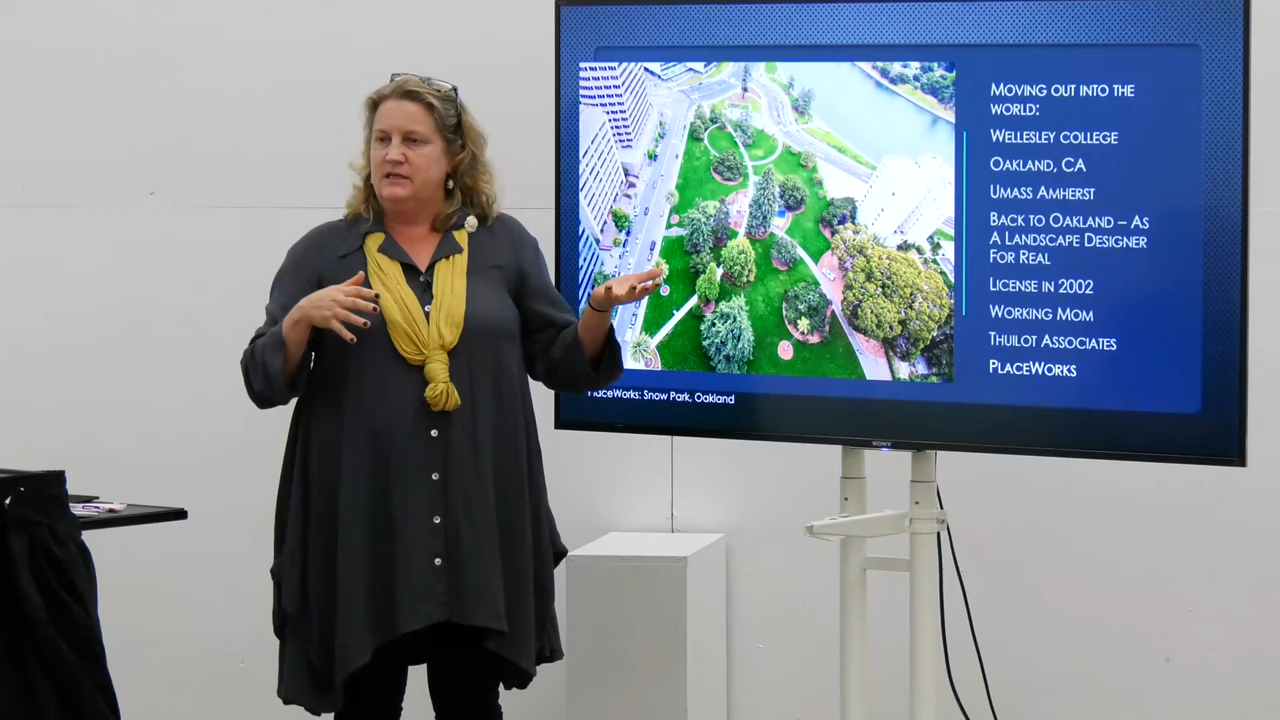 MOVING OUT INTO THE
WORLD:
WELLESLEY COLLEGE
OAKLAND, CA
UMASS AMHERST
BACK TO OAKLAND – AS
A LANDSCAPE DESIGNER
FOR REAL
LICENSE IN 2002
WORKING MOM
THUILOT ASSOCIATES
PLACEWORKS
PlaceWorks: Snow Park, Oakland
SONY